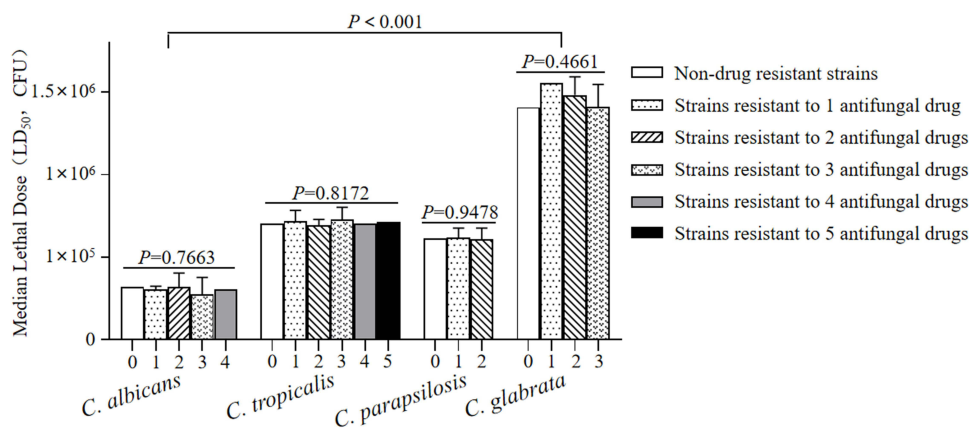 P < 0.001
Median Lethal Dose（LD50， CFU）
1.5×10⁶
1×10⁶
1×10⁵
0
P=0.7663
P=0.8172
P=0.9478
P=0.4661
0 1 2 3 4 0 1 2 3 4 5 0 1 2 0 1 2 3
C. albicans C. tropicalis C. parapsilosis C. glabrata
Non-drug resistant strains
Strains resistant to 1 antifungal drug
Strains resistant to 2 antifungal drugs
Strains resistant to 3 antifungal drugs
Strains resistant to 4 antifungal drugs
Strains resistant to 5 antifungal drugs